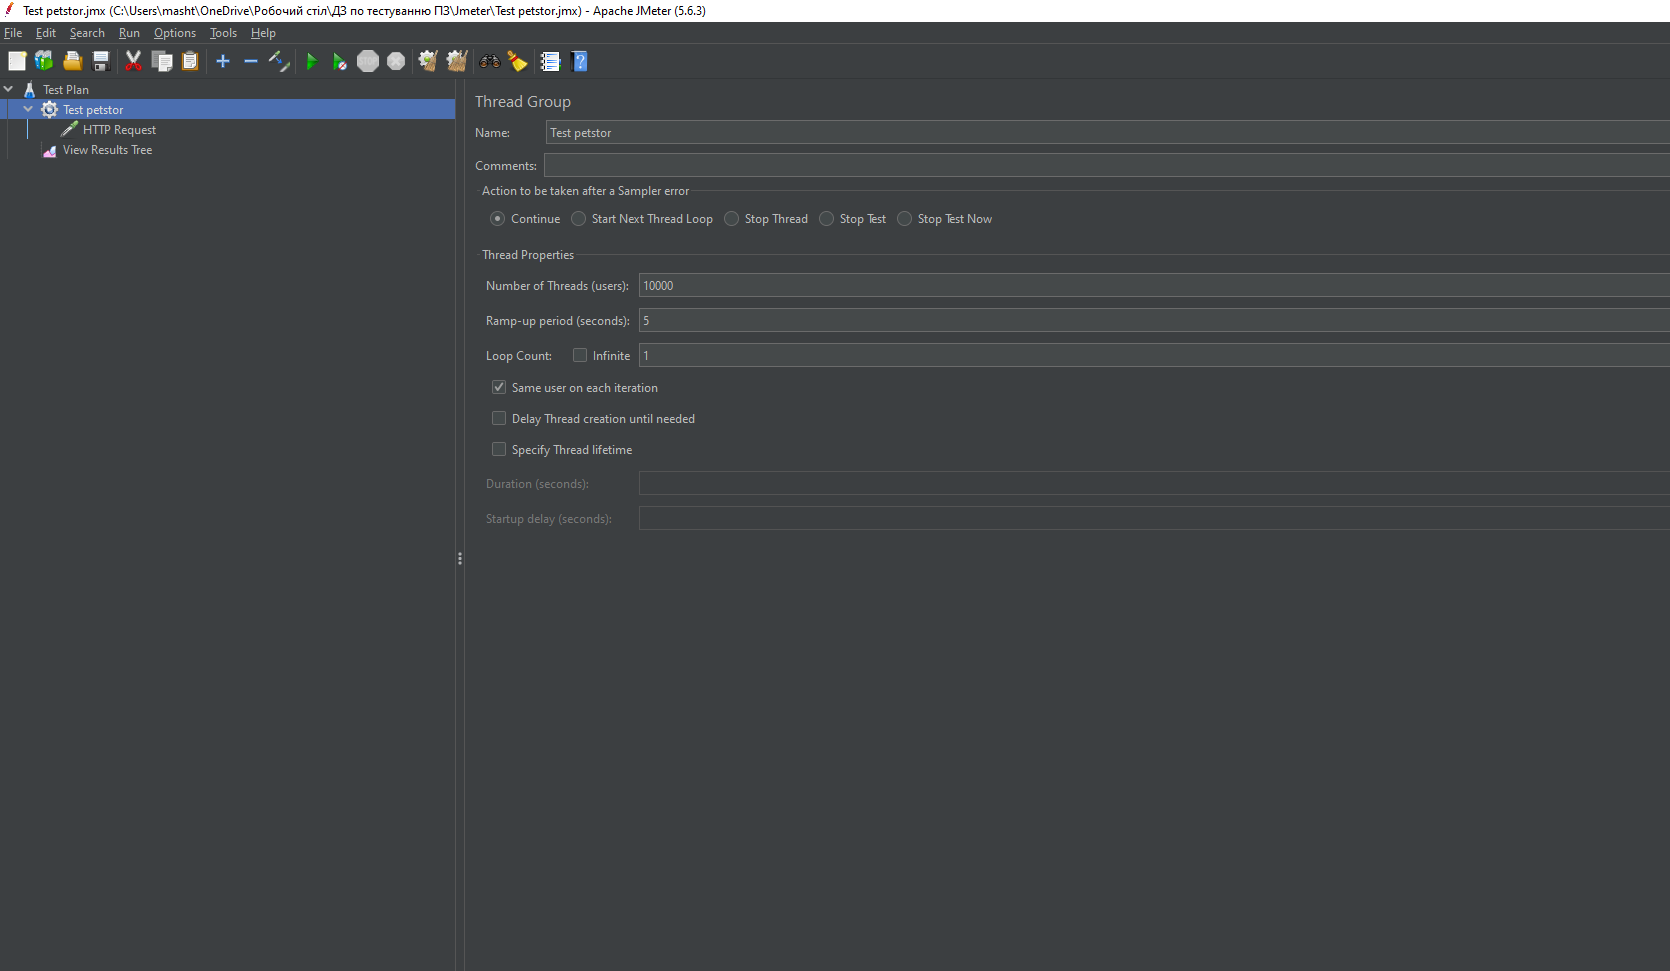 Test petstor.jmx (C:\Users\masht\OneDrive\Робочий стіл\ДЗ по тестуванню ПЗ\Jmeter\Test petstor.jmx) - Apache JMeter (5.6.3)
File Edit Search Run Options Tools Help
STOP
Test Plan
Test petstor
HTTP Request
View Results Tree
Thread Group
Name: Test petstor
Comments:
Action to be taken after a Sampler error
Continue Start Next Thread Loop Stop Thread Stop Test Stop Test Now
Thread Properties
Number of Threads (users): 10000
Ramp-up period (seconds): 5
Loop Count: Infinite 1
Same user on each iteration
Delay Thread creation until needed
Specify Thread lifetime
Duration (seconds):
Startup delay (seconds):